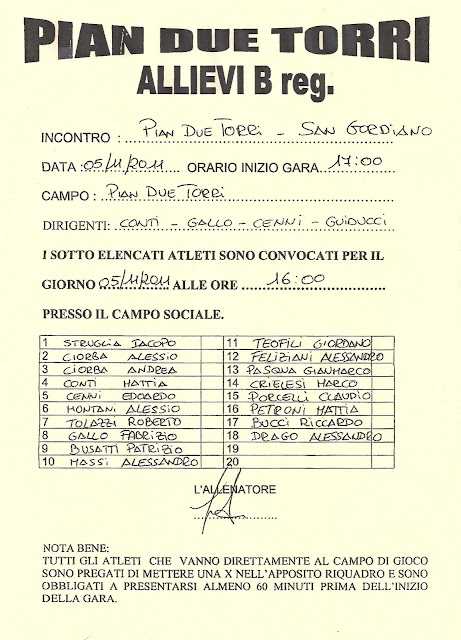 PIAN DUE TORRI
ALLIEVI B reg.
INCONTRO : PIAN DUE TORRI - SAN GORDIANO
DATA : 05/11/2011 ORARIO INIZIO GARA 17:00
CAMPO : PIAN DUE TORRI
DIRIGENTI: CONTI - GALLO - CENNI - GUIDUCCI
I SOTTO ELENCATI ATLETI SONO CONVOCATI PER IL
GIORNO 05/11/2011 ALLE ORE 16:00
PRESSO IL CAMPO SOCIALE.
1 STRUGLIA IACOPO 11 TEOFILI GIORDANO
2 CIORBA ALESSIO 12 FELIZIANI ALESSANDRO
3 CIORBA ANDREA 13 PASQUA GIANMARCO
4 CONTI MATTIA 14 CRIELESI MARCO
5 CENNI EDOARDO 15 PORCELLI CLAUDIO
6 MONTANI ALESSIO 16 PETRONI MATTIA
7 TOLAZZI ROBERTO 17 BUCCI RICCARDO
8 GALLO FABRIZIO 18 DRAGO ALESSANDRO
9 BUSATTI PATRIZIO 19
10 MASSI ALESSANDRO 20
L'ALLENATORE
NOTA BENE:
TUTTI GLI ATLETI CHE VANNO DIRETTAMENTE AL CAMPO DI GIOCO
SONO PREGATI DI METTERE UNA X NELL'APPOSITO RIQUADRO E SONO
OBBLIGATI A PRESENTARSI ALMENO 60 MINUTI PRIMA DELL'INIZIO
DELLA GARA.